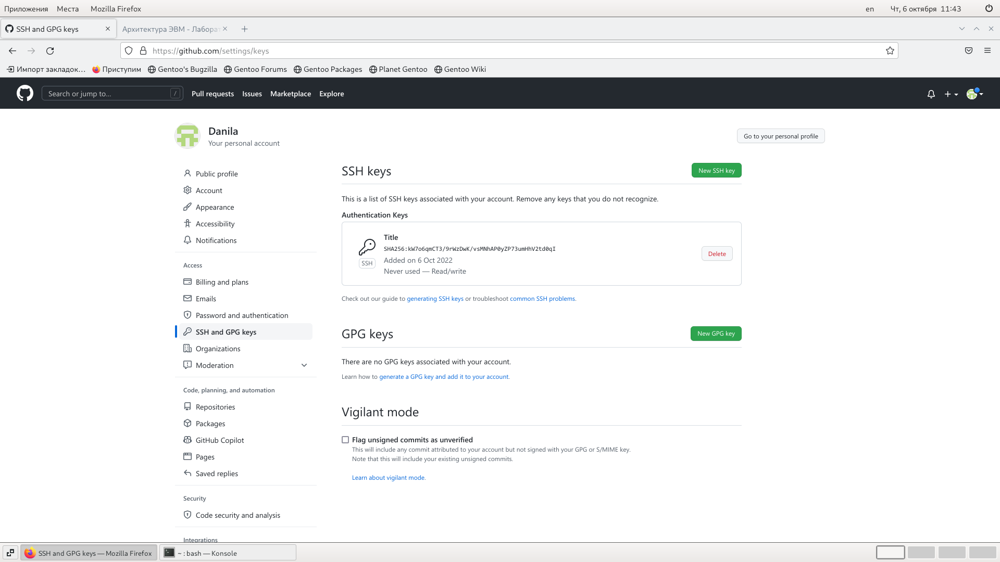 Приложения Места Mozilla Firefox en Чт, 6 октября 11:43
SSH and GPG keys Архитектура ЭВМ - Лаборат
https://github.com/settings/keys
Импорт закладок… Приступим Gentoo's Bugzilla Gentoo Forums Gentoo Packages Planet Gentoo Gentoo Wiki
Search or jump to… / Pull requests Issues Marketplace Explore
Danila
Your personal account
Go to your personal profile
Public profile
Account
Appearance
Accessibility
Notifications
Access
Billing and plans
Emails
Password and authentication
SSH and GPG keys
Organizations
Moderation
Code, planning, and automation
Repositories
Packages
GitHub Copilot
Pages
Saved replies
Security
Code security and analysis
Integrations
SSH keys
New SSH key
This is a list of SSH keys associated with your account. Remove any keys that you do not recognize.
Authentication Keys
Title
SHA256:kW7o6qmCT3/9rWzDwK/vsMNhAP0yZP73umHhV2td0qI
Added on 6 Oct 2022
Never used — Read/write
SSH
Delete
Check out our guide to generating SSH keys or troubleshoot common SSH problems.
GPG keys
New GPG key
There are no GPG keys associated with your account.
Learn how to generate a GPG key and add it to your account.
Vigilant mode
Flag unsigned commits as unverified
This will include any commit attributed to your account but not signed with your GPG or S/MIME key.
Note that this will include your existing unsigned commits.
Learn about vigilant mode.
SSH and GPG keys — Mozilla Firefox ~ : bash — Konsole